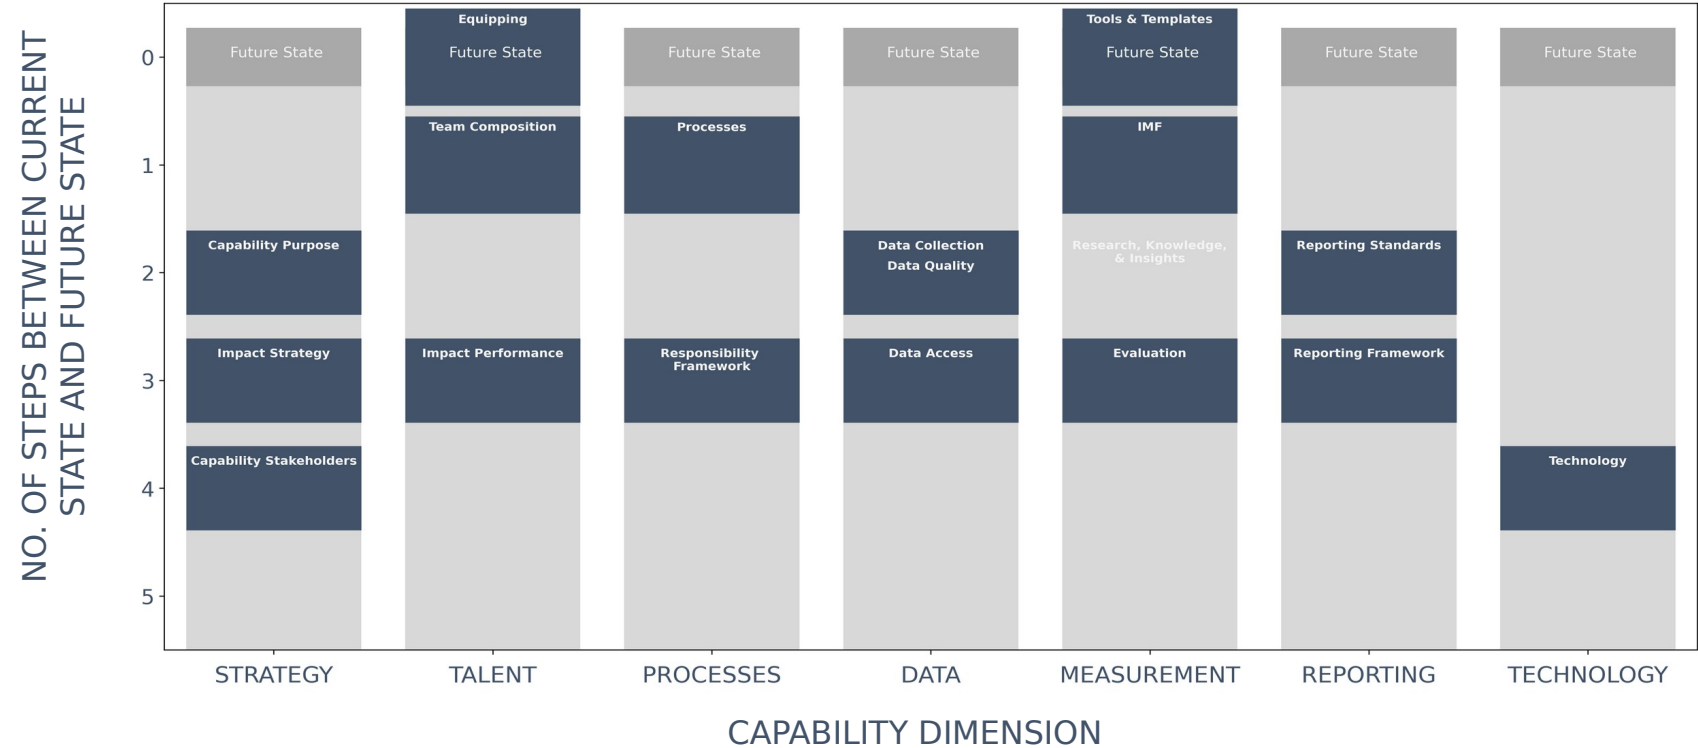 NO. OF STEPS BETWEEN CURRENT
STATE AND FUTURE STATE
0
1
2
3
4
5
Future State
Capability Purpose
Impact Strategy
Capability Stakeholders
STRATEGY
Equipping
Future State
Team Composition
Impact Performance
TALENT
Future State
Processes
Responsibility
Framework
PROCESSES
Future State
Data Collection
Data Quality
Data Access
DATA
Tools & Templates
Future State
IMF
Research, Knowledge,
& Insights
Evaluation
MEASUREMENT
Future State
Reporting Standards
Reporting Framework
REPORTING
Future State
Technology
TECHNOLOGY
CAPABILITY DIMENSION